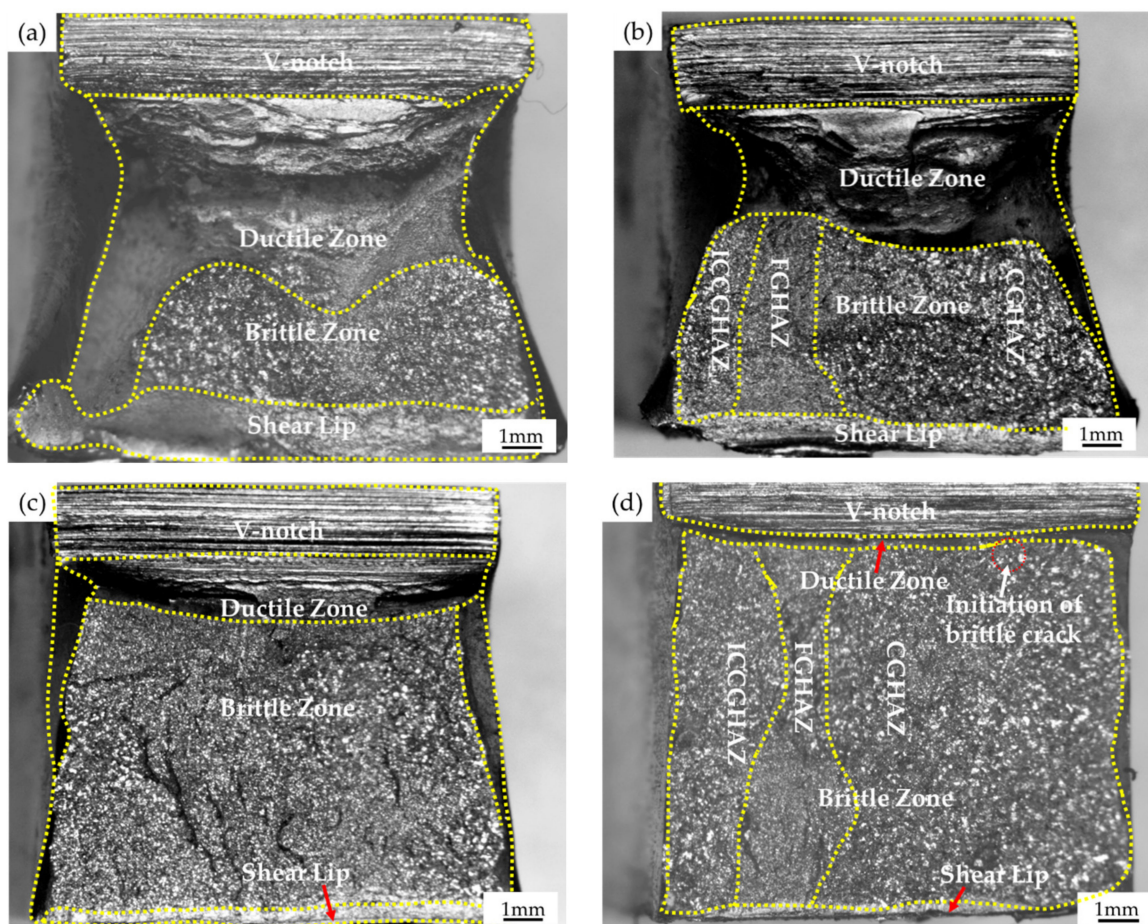 (a)
V-notch
Ductile Zone
Brittle Zone
Shear Lip
1mm
(b)
V-notch
Ductile Zone
ICCGHAZ
FGHAZ
Brittle Zone
CGHAZ
Shear Lip
1mm
(c)
V-notch
Ductile Zone
Brittle Zone
Shear Lip
1mm
(d)
V-notch
Ductile Zone
Initiation of
brittle crack
ICCGHAZ
FGHAZ
CGHAZ
Brittle Zone
Shear Lip
1mm